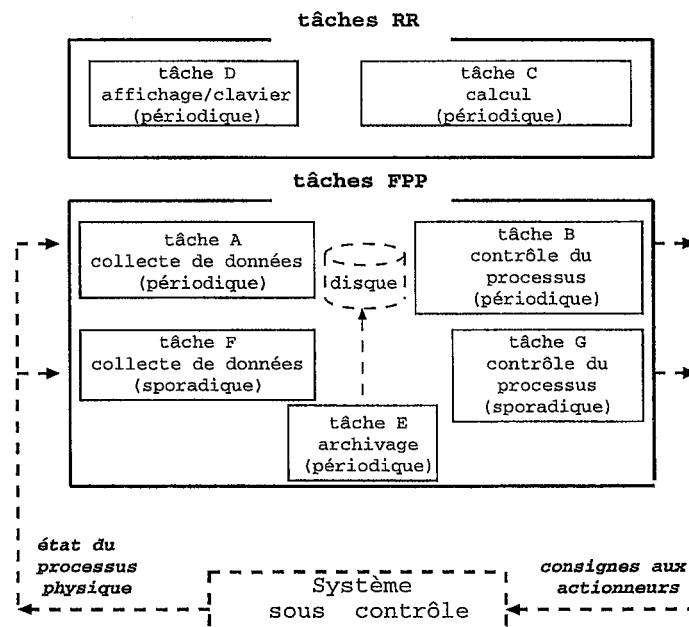 tâches RR
tâche D
affichage/clavier
(périodique)
tâche C
calcul
(périodique)
tâches FPP
tâche A
collecte de données
(périodique)
disque
tâche B
contrôle du
processus
(périodique)
tâche F
collecte de données
(sporadique)
tâche G
contrôle du
processus
(sporadique)
tâche E
archivage
(périodique)
état du
processus
physique
Système
sous contrôle
consignes aux
actionneurs